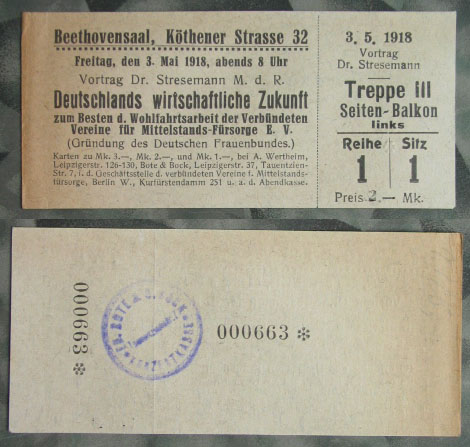 Beethovensaal, Köthener Strasse 32
Freitag, den 3. Mai 1918, abends 8 Uhr
Vortrag Dr. Stresemann M. d. R.
Deutschlands wirtschaftliche Zukunft
zum Besten d. Wohlfahrtsarbeit der Verbündeten
Vereine für Mittelstands-Fürsorge E. V.
(Gründung des Deutschen Frauenbundes.)
Karten zu Mk. 3.—, Mk. 2.—, und Mk. 1.—, bei A. Wertheim,
Leipzigerstr. 126-130, Bote & Bock, Leipzigerstr. 37, Tauentzien-
Str. 7, i. d. Geschäftsstelle d. verbündeten Vereine f. Mittelstands-
fürsorge, Berlin W., Kurfürstendamm 251 u. a. d. Abendkasse.
3. 5. 1918
Vortrag
Dr. Stresemann
Treppe III
Seiten-Balkon
links
Reihe Sitz
1 1
Preis 2.— Mk.
000663 *
ED. BOTE & G. BOCK
000663 *